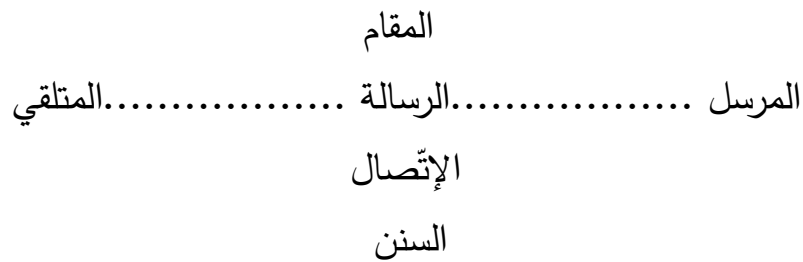 المقام
المرسل ..................الرسالة ..................المتلقي
الإتّصال
السنن